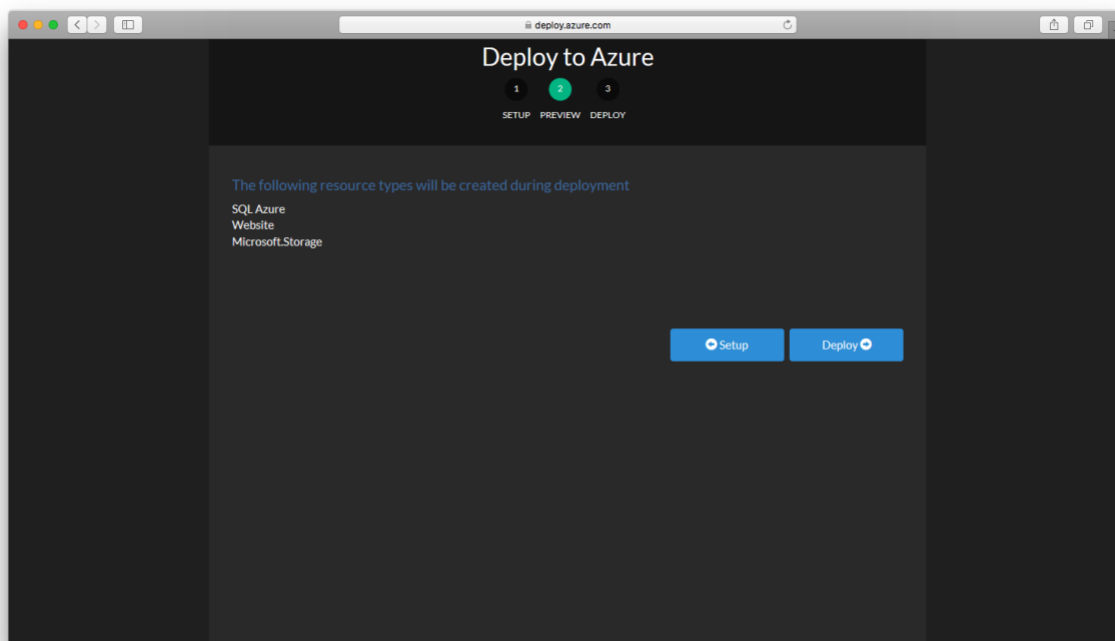 deploy.azure.com
Deploy to Azure
1 2 3
SETUP PREVIEW DEPLOY
The following resource types will be created during deployment
SQL Azure
Website
Microsoft.Storage
Setup Deploy